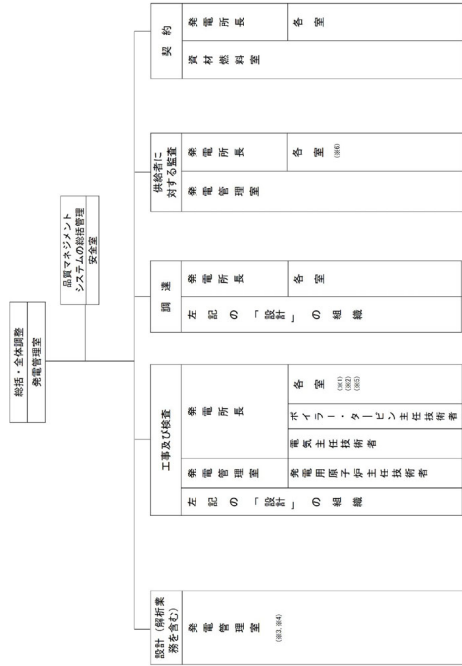 総括・全体調整
発電管理室
品質マネジメント
システムの総括管理
安全室
設計（解析業
務を含む）
発電管理室
（※3、※4）
工事及び検査
左記の「設計」の組織
発電管理室
発電用原子炉主任技術者
発電所長
電気主任技術者
ボイラー・タービン主任技術者
各室
（※1）
（※2）
（※5）
調達
左記の「設計」の組織
発電所長
各室
供給者に
対する監査
発電管理室
発電所長
各室
（※6）
契約
資材燃料室
発電所長
各室